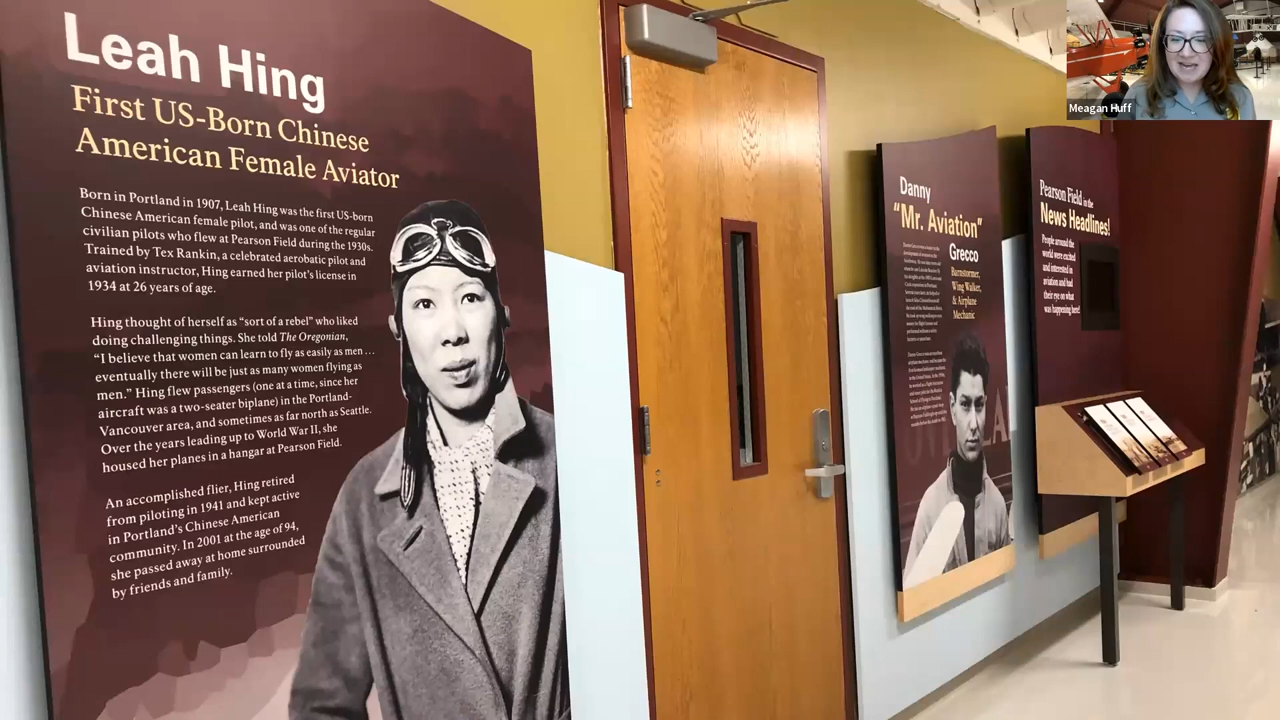 Leah Hing
First US-Born Chinese
American Female Aviator
Born in Portland in 1907, Leah Hing was the first US-born
Chinese American female pilot, and was one of the regular
civilian pilots who flew at Pearson Field during the 1930s.
Trained by Tex Rankin, a celebrated aerobatic pilot and
aviation instructor, Hing earned her pilot's license in
1934 at 26 years of age.
Hing thought of herself as "sort of a rebel" who liked
doing challenging things. She told The Oregonian,
"I believe that women can learn to fly as easily as men ...
eventually there will be just as many women flying as
men." Hing flew passengers (one at a time, since her
aircraft was a two-seater biplane) in the Portland-
Vancouver area, and sometimes as far north as Seattle.
Over the years leading up to World War II, she
housed her planes in a hangar at Pearson Field.
An accomplished flier, Hing retired
from piloting in 1941 and kept active
in Portland's Chinese American
community. In 2001 at the age of 94,
she passed away at home surrounded
by friends and family.
Danny
"Mr. Aviation"
Grecco
Barnstormer,
Wing Walker,
& Airplane
Mechanic
Pearson Field in the
News Headlines!
People around the
world were excited
and interested in
aviation and had
their eye on what
was happening here!
Meagan Huff